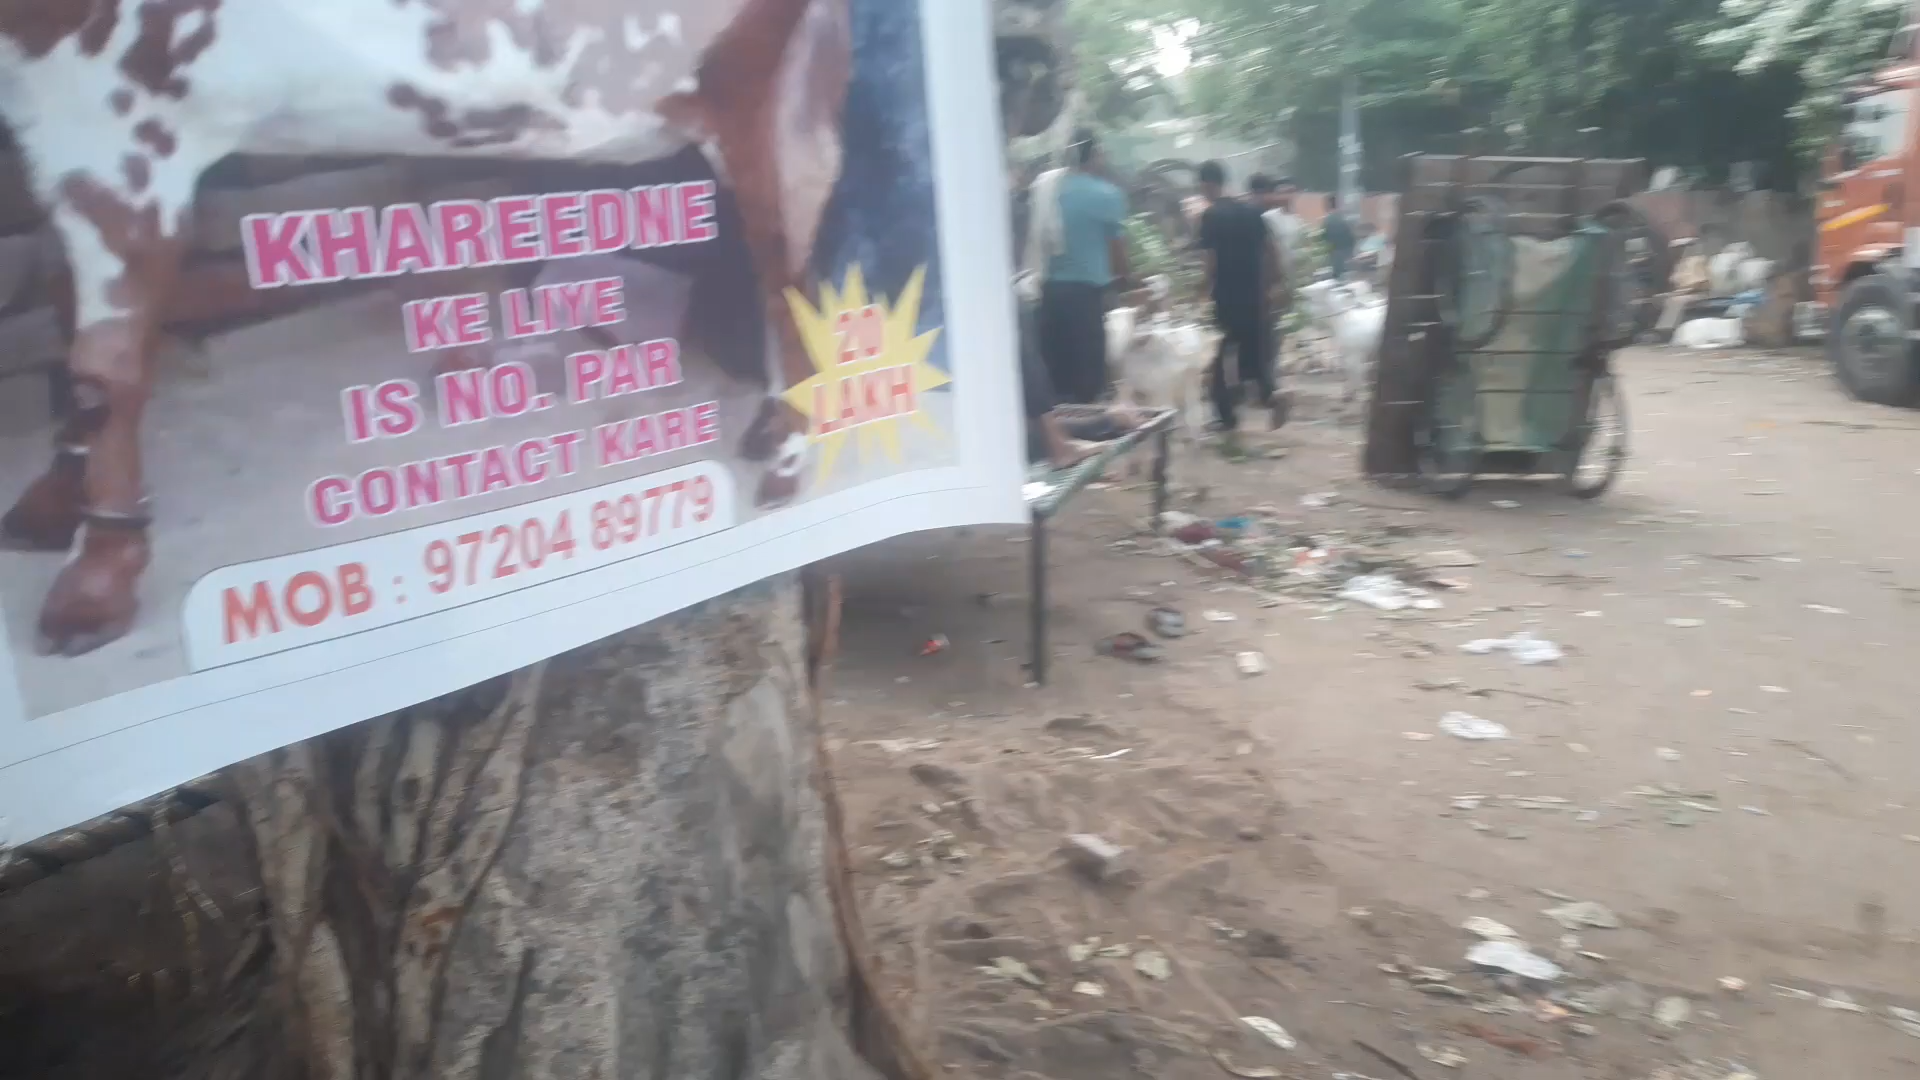 KHAREEDNE
KE LIYE
IS NO. PAR
CONTACT KARE
MOB : 97204 89779
20
LAKH